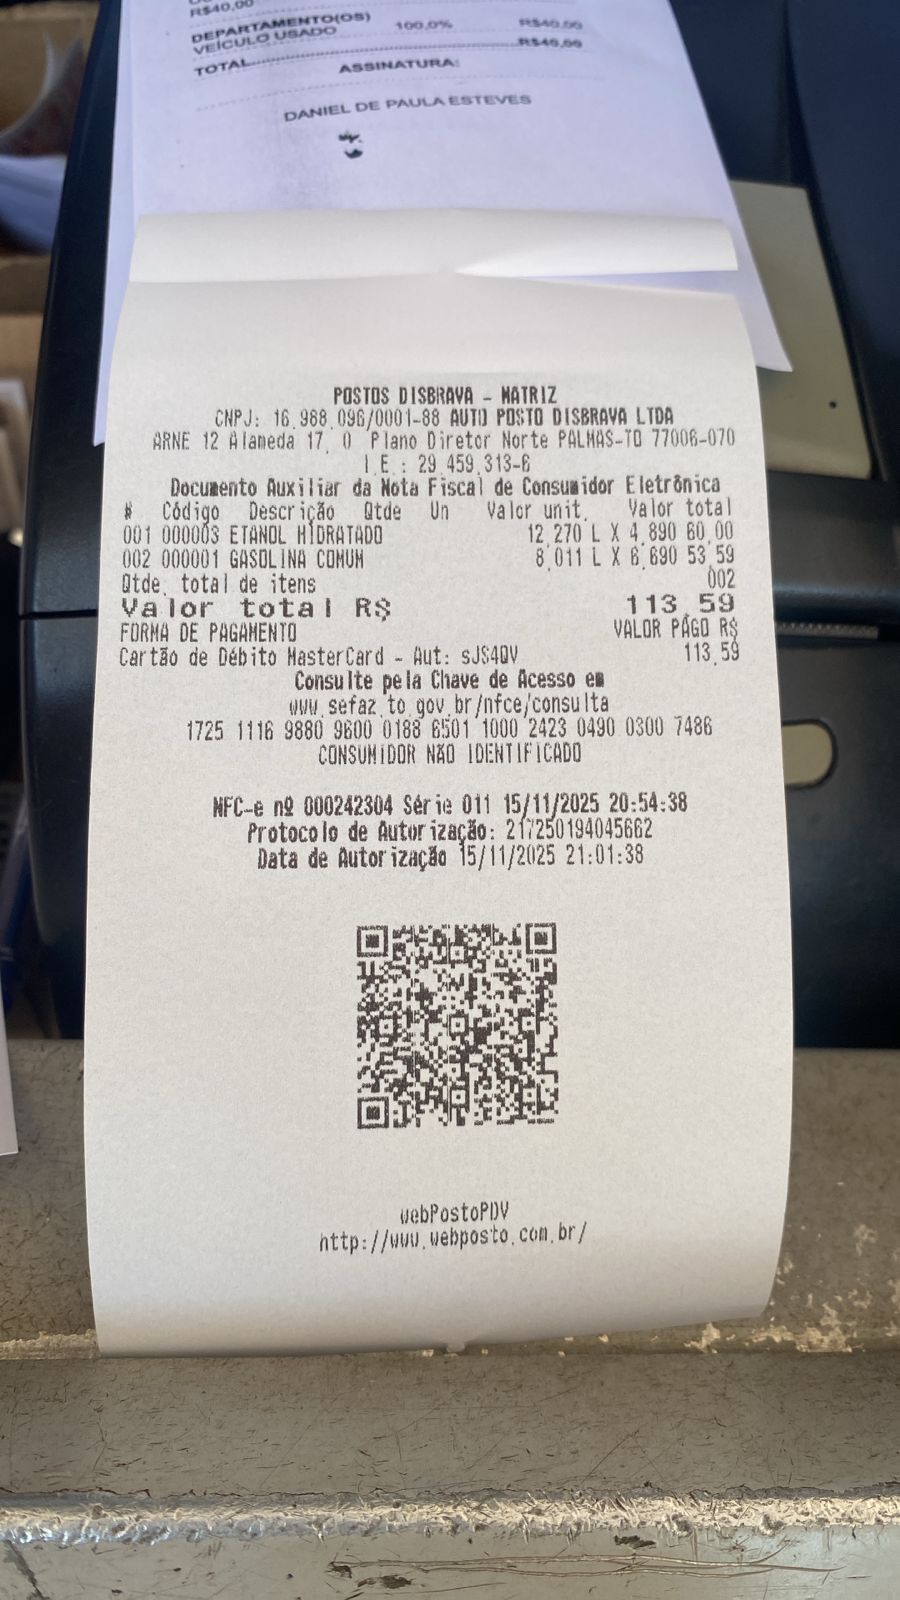 R$40,00
DEPARTAMENTO(OS)
VEÍCULO USADO 100,0% R$40,00
TOTAL R$40,00
ASSINATURA:
DANIEL DE PAULA ESTEVES
POSTOS DISBRAVA - MATRIZ
CNPJ: 16.988.096/0001-88 AUTO POSTO DISBRAVA LTDA
ARNE 12 Alameda 17, 0 Plano Diretor Norte PALMAS-TO 77006-070
I.E.: 29.459.313-6
Documento Auxiliar da Nota Fiscal de Consumidor Eletrônica
# Código Descrição Qtde Un Valor unit. Valor total
001 000003 ETANOL HIDRATADO 12,270 L X 4,890 60,00
002 000001 GASOLINA COMUM 8,011 L X 6,690 53,59
Qtde. total de itens 002
Valor total R$ 113,59
FORMA DE PAGAMENTO VALOR PAGO R$
Cartão de Débito MasterCard - Aut: sJS4QV 113,59
Consulte pela Chave de Acesso em
www.sefaz.to.gov.br/nfce/consulta
1725 1116 9880 9600 0188 6501 1000 2423 0490 0300 7486
CONSUMIDOR NÃO IDENTIFICADO
NFC-e nº 000242304 Série 011 15/11/2025 20:54:38
Protocolo de Autorização: 217250194045662
Data de Autorização 15/11/2025 21:01:38
webPostoPDV
http://www.webposto.com.br/